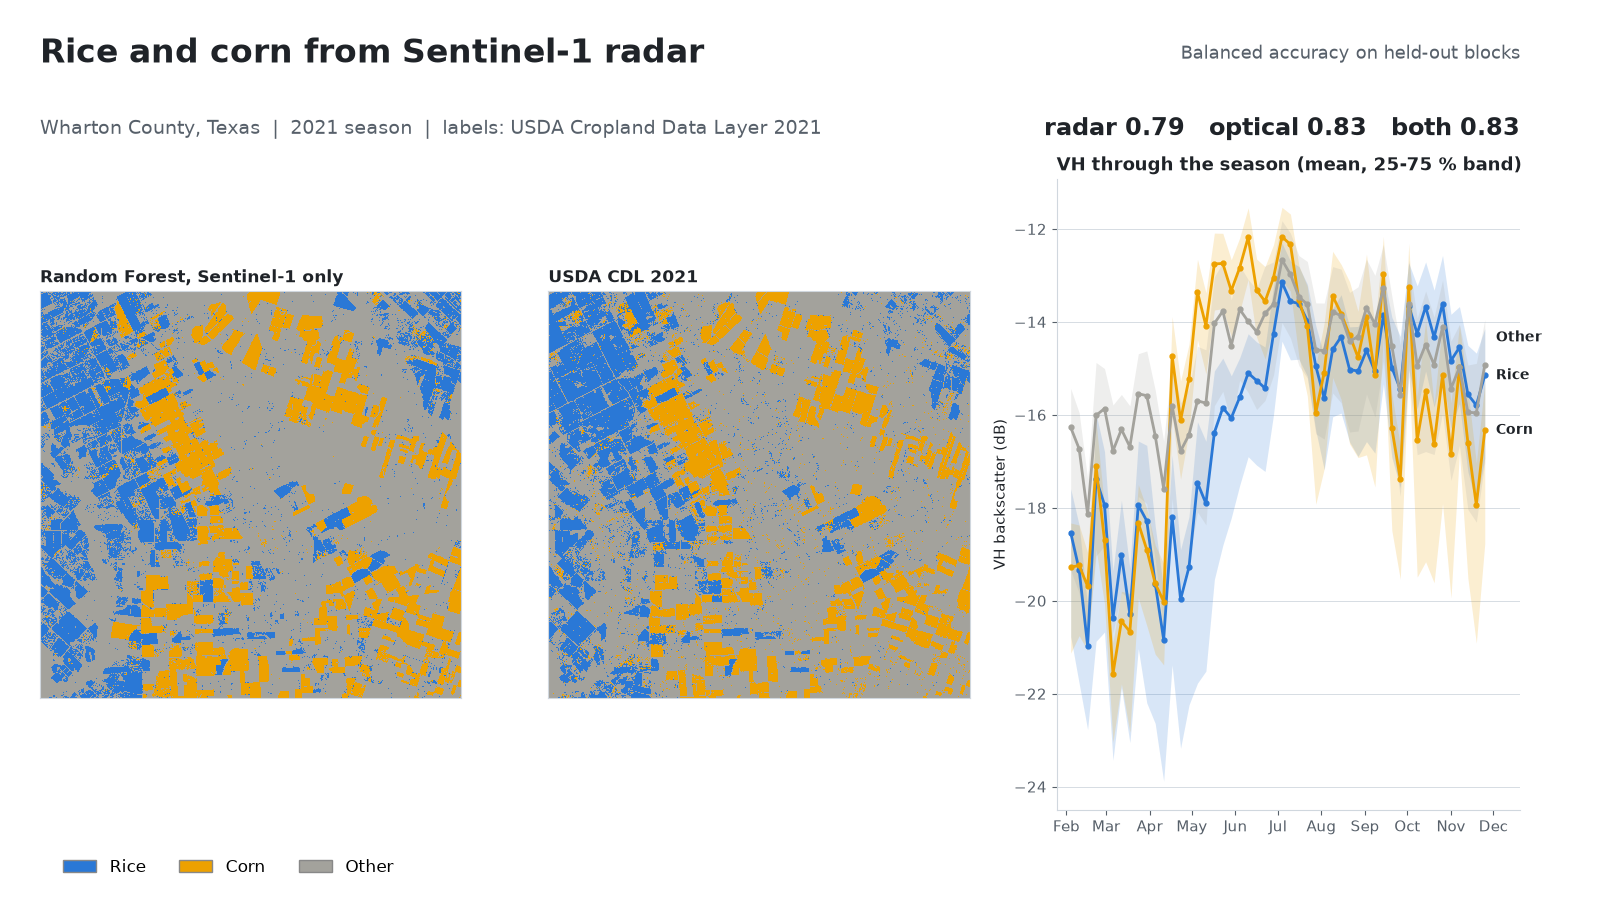 Rice and corn from Sentinel-1 radar
Balanced accuracy on held-out blocks
Wharton County, Texas | 2021 season | labels: USDA Cropland Data Layer 2021
radar 0.79 optical 0.83 both 0.83
VH through the season (mean, 25-75 % band)
Random Forest, Sentinel-1 only
USDA CDL 2021
VH backscatter (dB)
−12
−14
−16
−18
−20
−22
−24
Other
Rice
Corn
Feb Mar Apr May Jun Jul Aug Sep Oct Nov Dec
Rice Corn Other